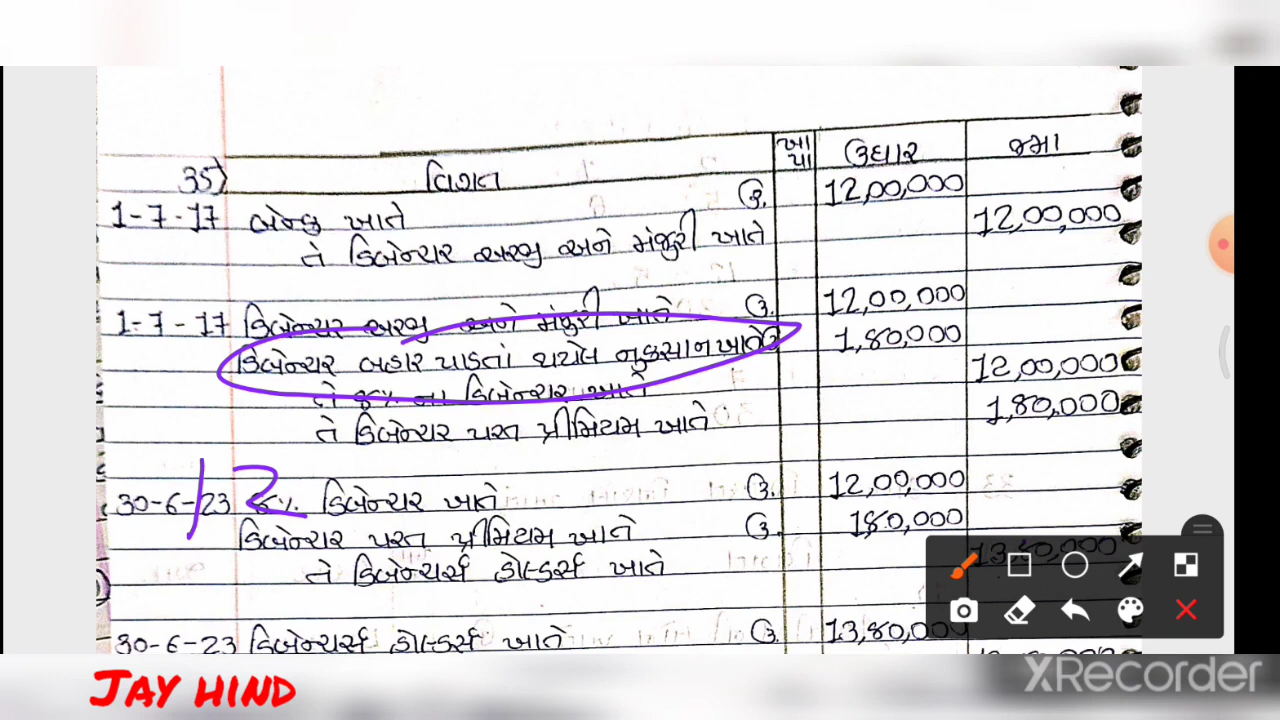 35) વિગત ખા પા ઉધાર જમા
1-7-17 બેન્ક ખાતે ઉ. 12,00,000
તે ડિબેન્ચર અરજી અને મંજુરી ખાતે 12,00,000
1-7-17 ડિબેન્ચર અરજી અને મંજુરી ખાતે ઉ. 12,00,000
ડિબેન્ચર બહાર પાડતાં થયેલ નુકસાન ખાતે ઉ 1,80,000
તે ના ડિબેન્ચર ખાતે 12,00,000
તે ડિબેન્ચર પરત પ્રીમિયમ ખાતે 1,80,000
30-6-23 ડિબેન્ચર ખાતે ઉ. 12,00,000
ડિબેન્ચર પરત પ્રીમિયમ ખાતે ઉ. 180,000
તે ડિબેન્ચર્સ હોલ્ડર્સ ખાતે 13,80,000
30-6-23 ડિબેન્ચર્સ હોલ્ડર્સ ખાતે ઉ. 13,80,000
JAY HIND
XRecorder